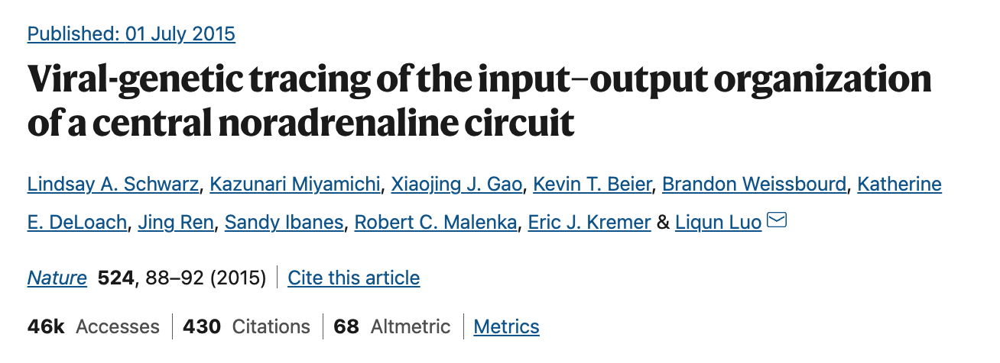 Published: 01 July 2015
Viral-genetic tracing of the input–output organization
of a central noradrenaline circuit
Lindsay A. Schwarz, Kazunari Miyamichi, Xiaojing J. Gao, Kevin T. Beier, Brandon Weissbourd, Katherine
E. DeLoach, Jing Ren, Sandy Ibanes, Robert C. Malenka, Eric J. Kremer & Liqun Luo
Nature 524, 88–92 (2015) Cite this article
46k Accesses 430 Citations 68 Altmetric Metrics